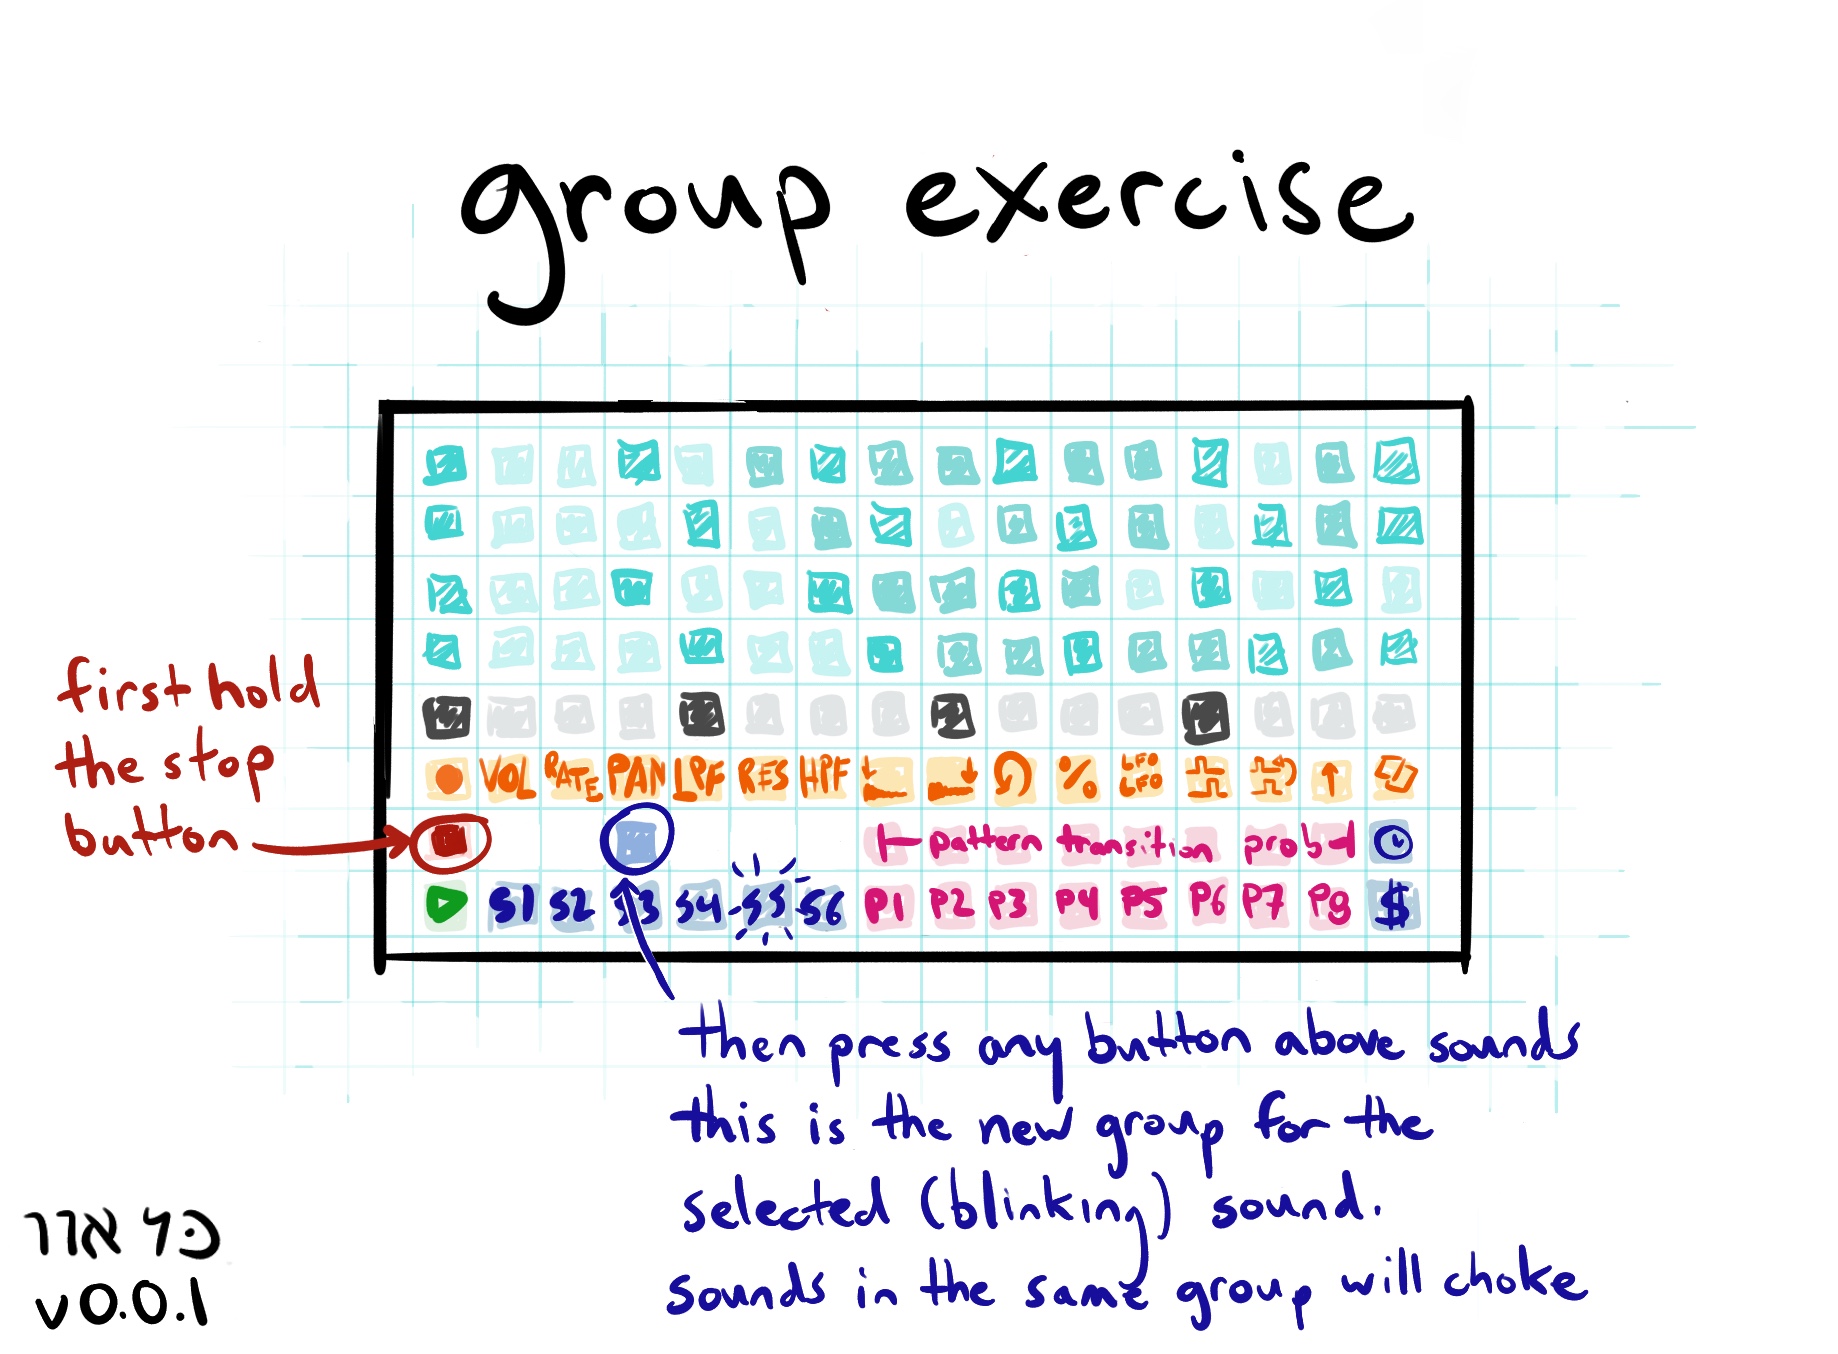 group exercise
first hold
the stop
button
VOL RATE PAN LPF RES HPF % LFO
LFO
pattern transition prob
S1 S2 S3 S4 S5 S6 P1 P2 P3 P4 P5 P6 P7 P8 $
then press any button above sounds
this is the new group for the
selected (blinking) sound.
sounds in the same group will choke
v0.0.1